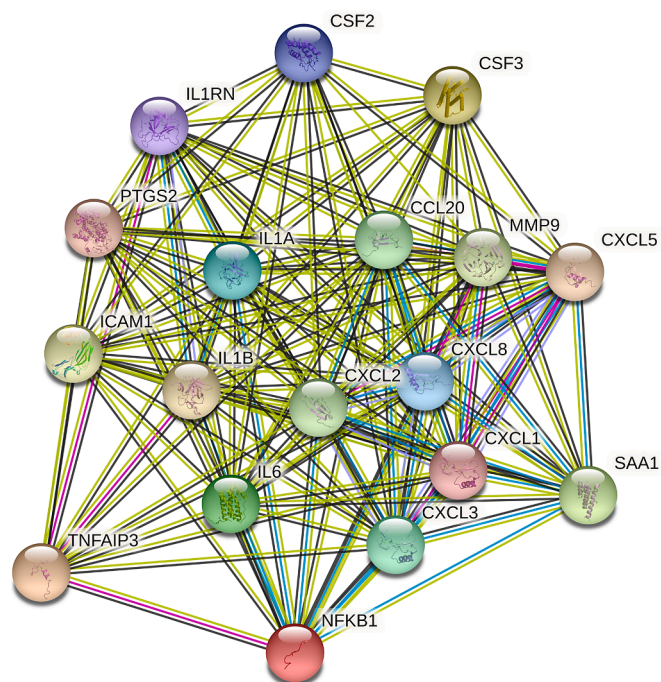 CSF2
CSF3
IL1RN
PTGS2
CCL20
MMP9
CXCL5
IL1A
ICAM1
IL1B
CXCL2
CXCL8
CXCL1
SAA1
IL6
CXCL3
TNFAIP3
NFKB1